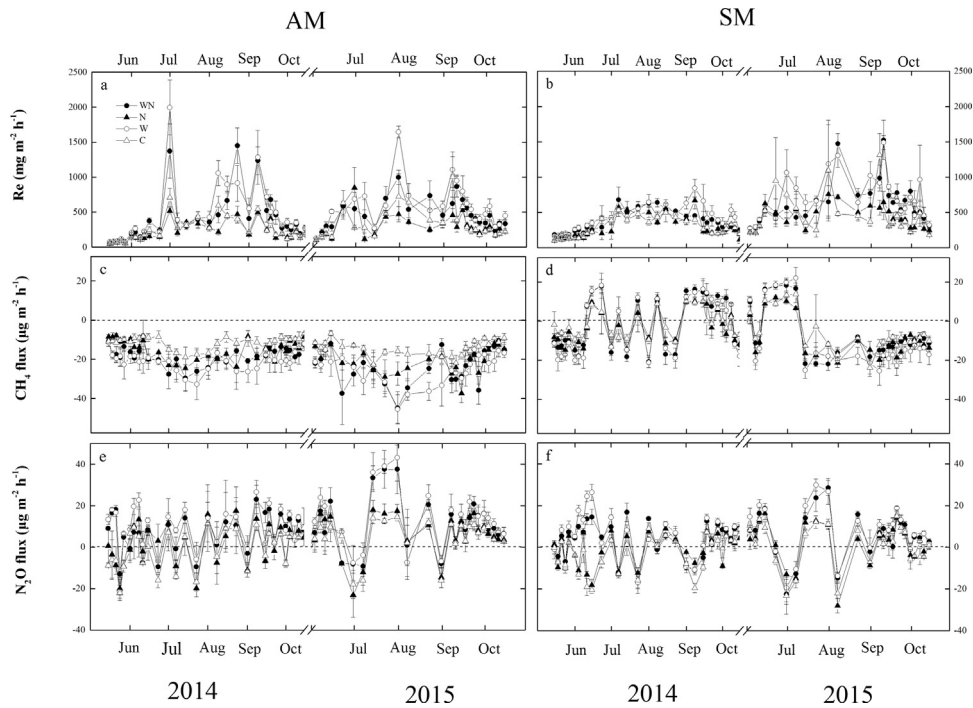 AM SM
Jun Jul Aug Sep Oct Jul Aug Sep Oct Jun Jul Aug Sep Oct Jul Aug Sep Oct
Re (mg m⁻² h⁻¹)
2500 a b 2500
2000 2000
1500 1500
1000 1000
500 500
0 0
WN
N
W
C
CH₄ flux (µg m⁻² h⁻¹)
c d
20 20
0 0
-20 -20
-40 -40
N₂O flux (µg m⁻² h⁻¹)
e f
40 40
20 20
0 0
-20 -20
-40 -40
Jun Jul Aug Sep Oct Jul Aug Sep Oct Jun Jul Aug Sep Oct Jul Aug Sep Oct
2014 2015 2014 2015